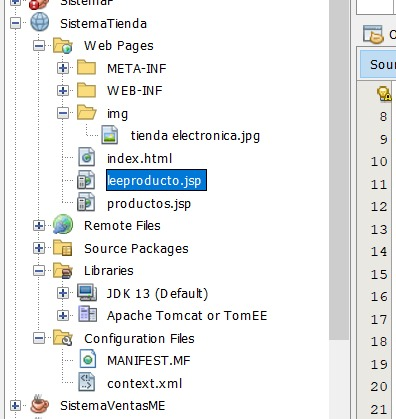 SistemaP
SistemaTienda
Web Pages
META-INF
WEB-INF
img
tienda electronica.jpg
index.html
leeproducto.jsp
productos.jsp
Remote Files
Source Packages
Libraries
JDK 13 (Default)
Apache Tomcat or TomEE
Configuration Files
MANIFEST.MF
context.xml
SistemaVentasME
Sour
8
9
10
11
12
13
14
15
16
17
18
19
20
21